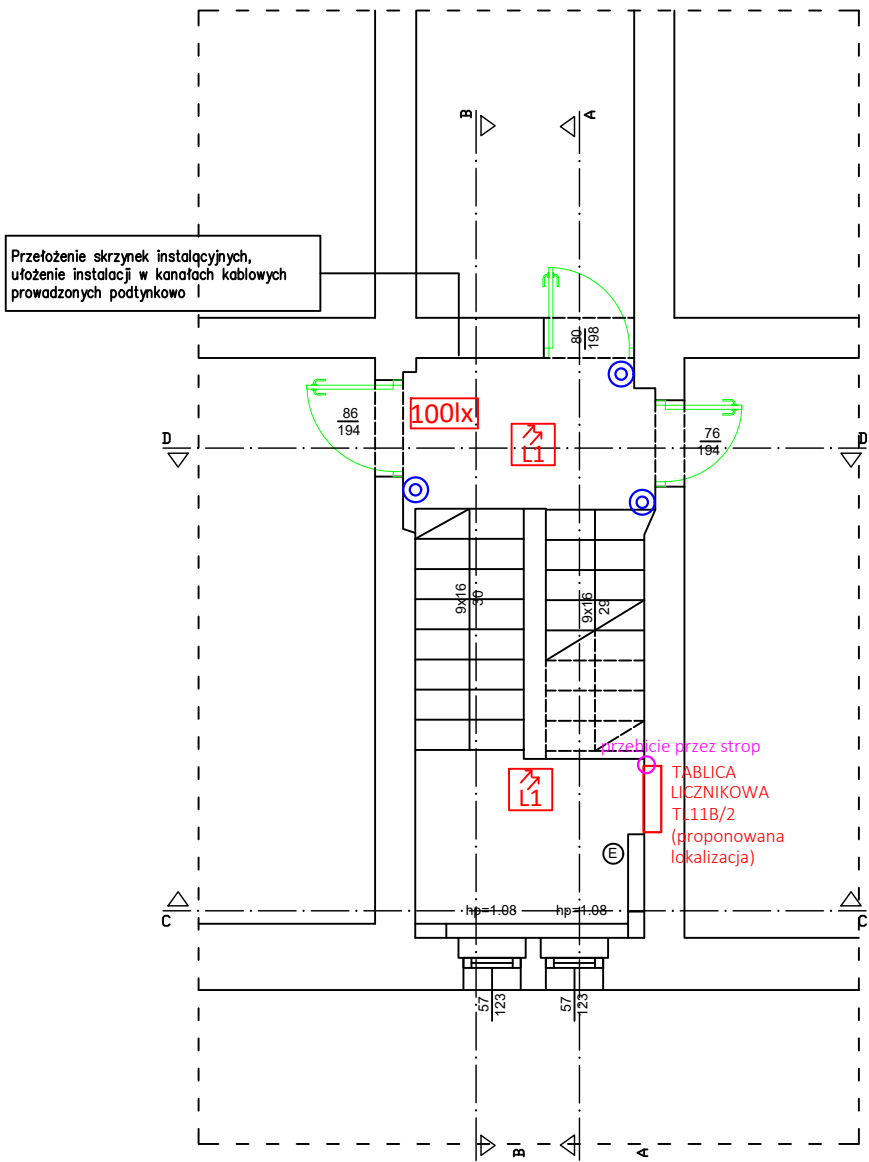 B
A
Przełożenie skrzynek instalącyjnych,
ułożenie instalacji w kanałach kablowych
prowadzonych podtynkowo
80
198
86
194
100lx
L1
76
194
D
D
9x16
30
9x16
29
przebicie przez strop
L1
TABLICA
LICZNIKOWA
TL11B/2
(proponowana
lokalizacja)
E
hp=1.08
hp=1.08
C
C
57
123
57
123
B
A